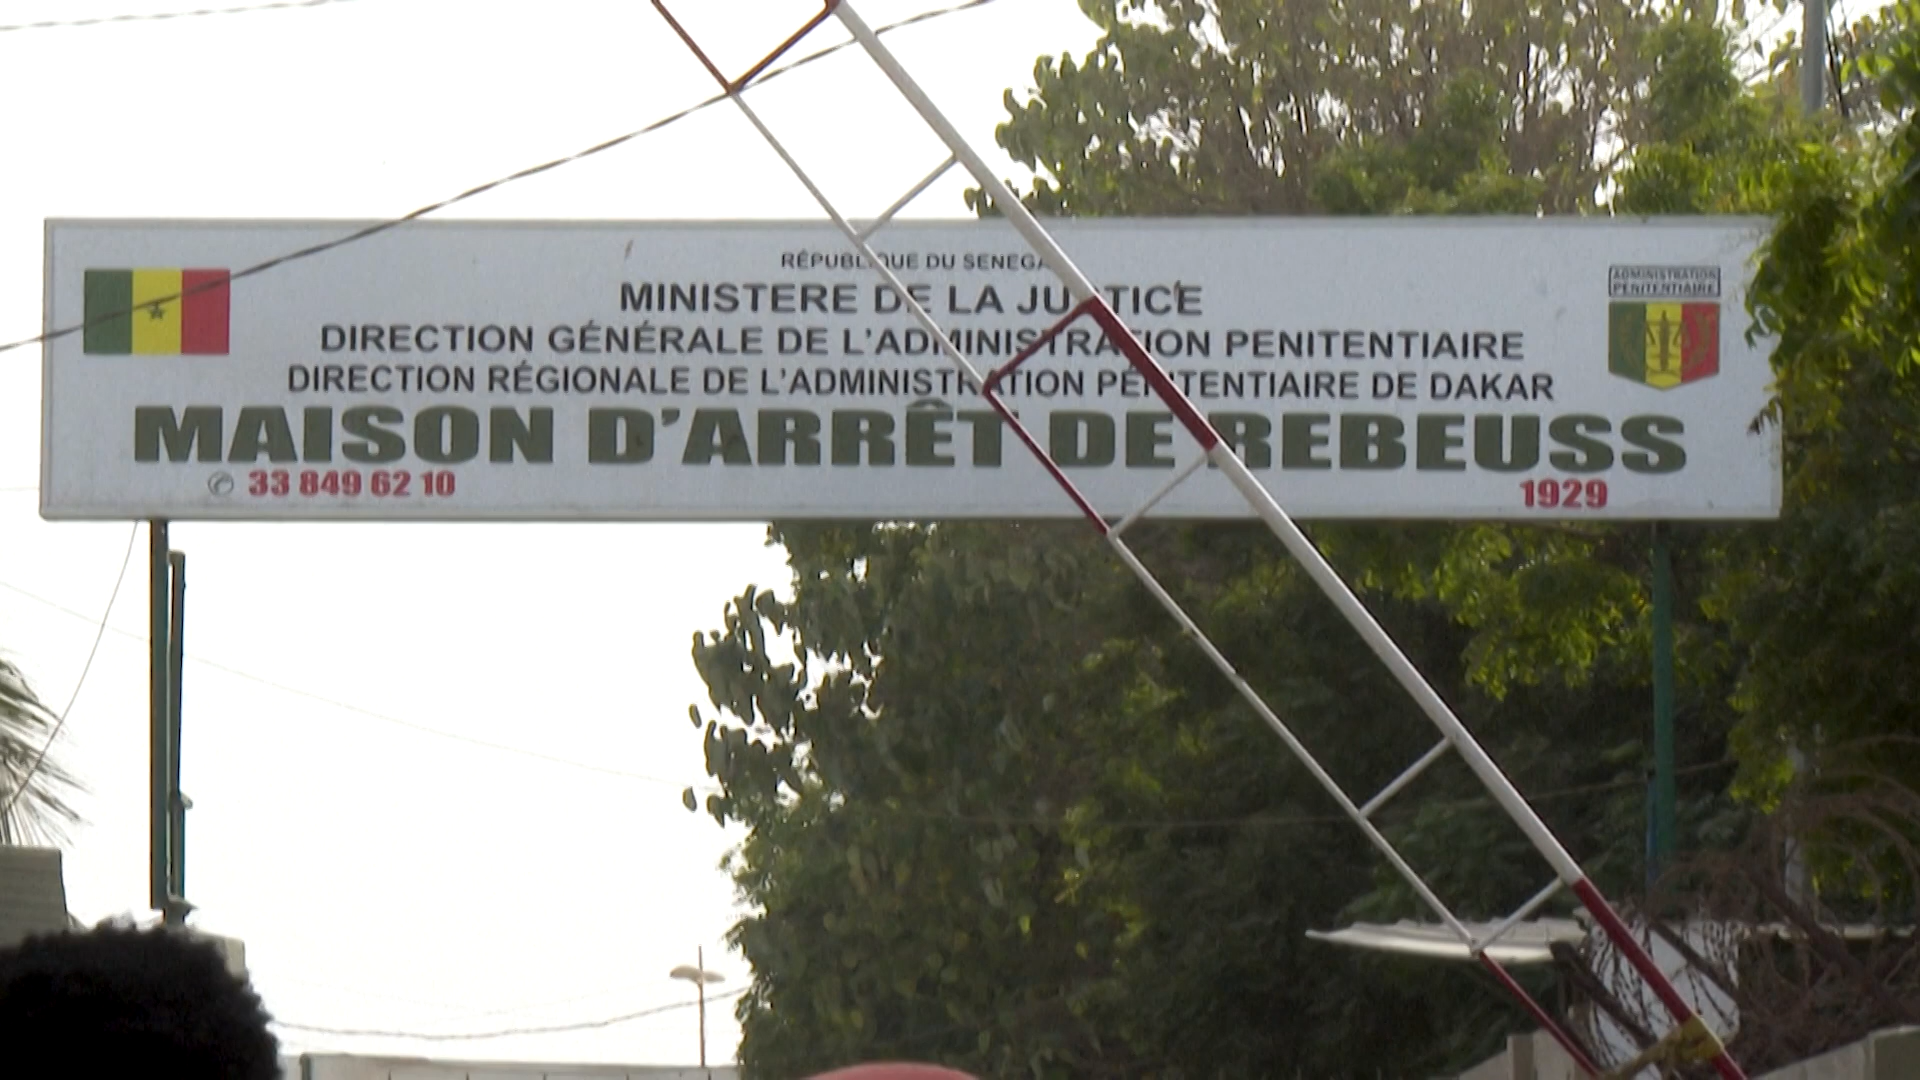 RÉPUBLIQUE DU SENEGAL
MINISTERE DE LA JUSTICE
DIRECTION GÉNÉRALE DE L'ADMINISTRATION PENITENTIAIRE
DIRECTION RÉGIONALE DE L'ADMINISTRATION PÉNITENTIAIRE DE DAKAR
MAISON D'ARRÊT DE REBEUSS
33 849 62 10
1929
ADMINISTRATION
PENITENTIAIRE